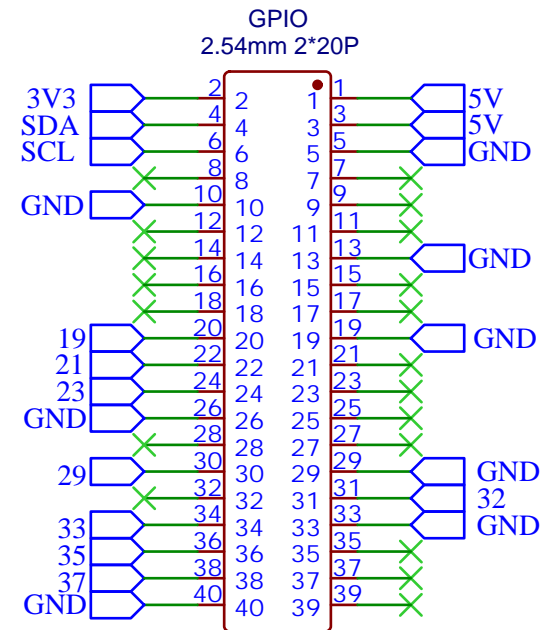 GPIO
2.54mm 2*20P
3V3 2 2 1 1 5V
SDA 4 4 3 3 5V
SCL 6 6 5 5 GND
8 8 7 7
GND 10 10 9 9
12 12 11 11
14 14 13 13 GND
16 16 15 15
18 18 17 17
19 20 20 19 19 GND
21 22 22 21 21
23 24 24 23 23
GND 26 26 25 25
28 28 27 27
29 30 30 29 29 GND
32 32 31 31 32
33 34 34 33 33 GND
35 36 36 35 35
37 38 38 37 37
GND 40 40 39 39